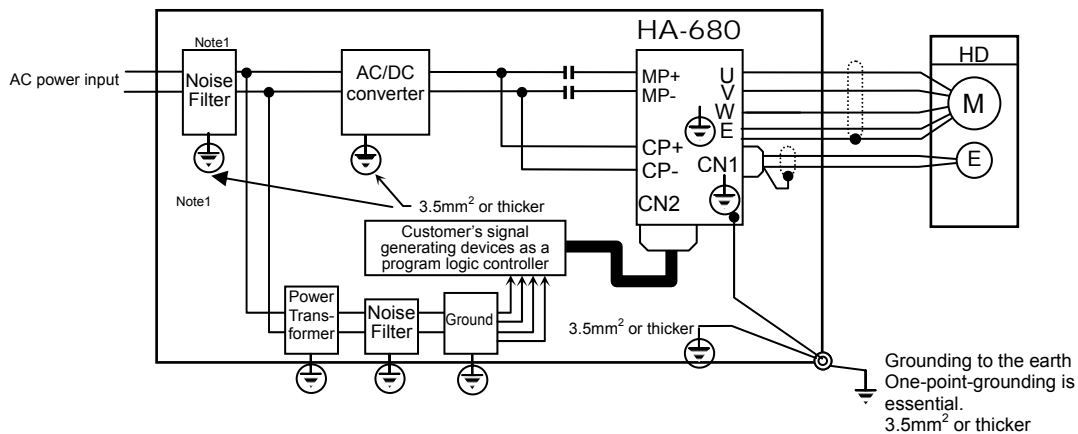 Note1
HA-680
AC power input
Noise
Filter
AC/DC
converter
MP+
MP-
U
V
W
E
HD
M
CP+
CP-
CN1
E
CN2
Note1
3.5mm² or thicker
Customer's signal
generating devices as a
program logic controller
Power
Trans-
former
Noise
Filter
Ground
3.5mm² or thicker
Grounding to the earth
One-point-grounding is
essential.
3.5mm² or thicker